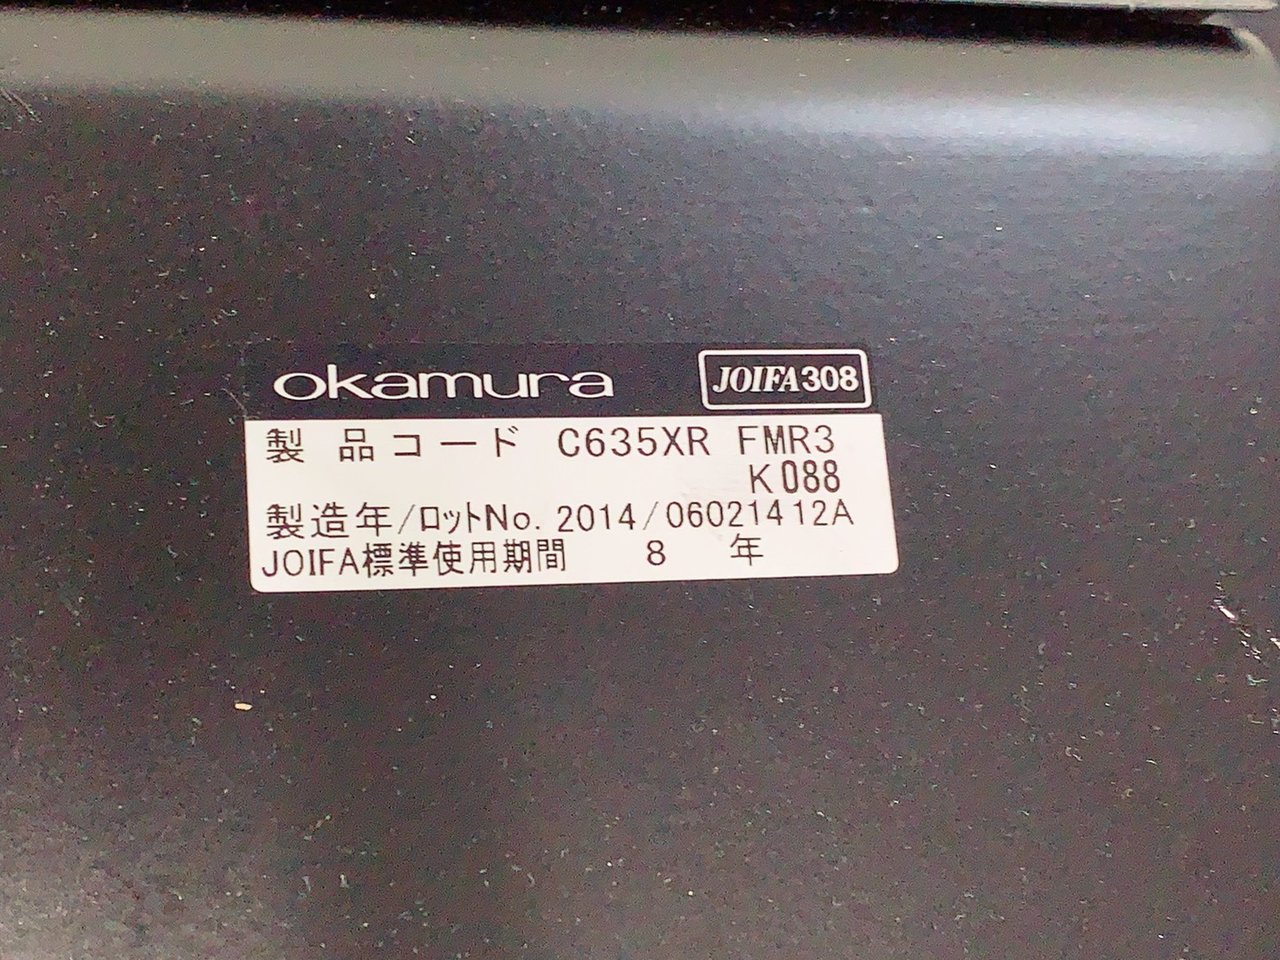 okamura JOIFA308
製品コード C635XR FMR3
K088
製造年/ロットNo. 2014/06021412A
JOIFA標準使用期間 8 年